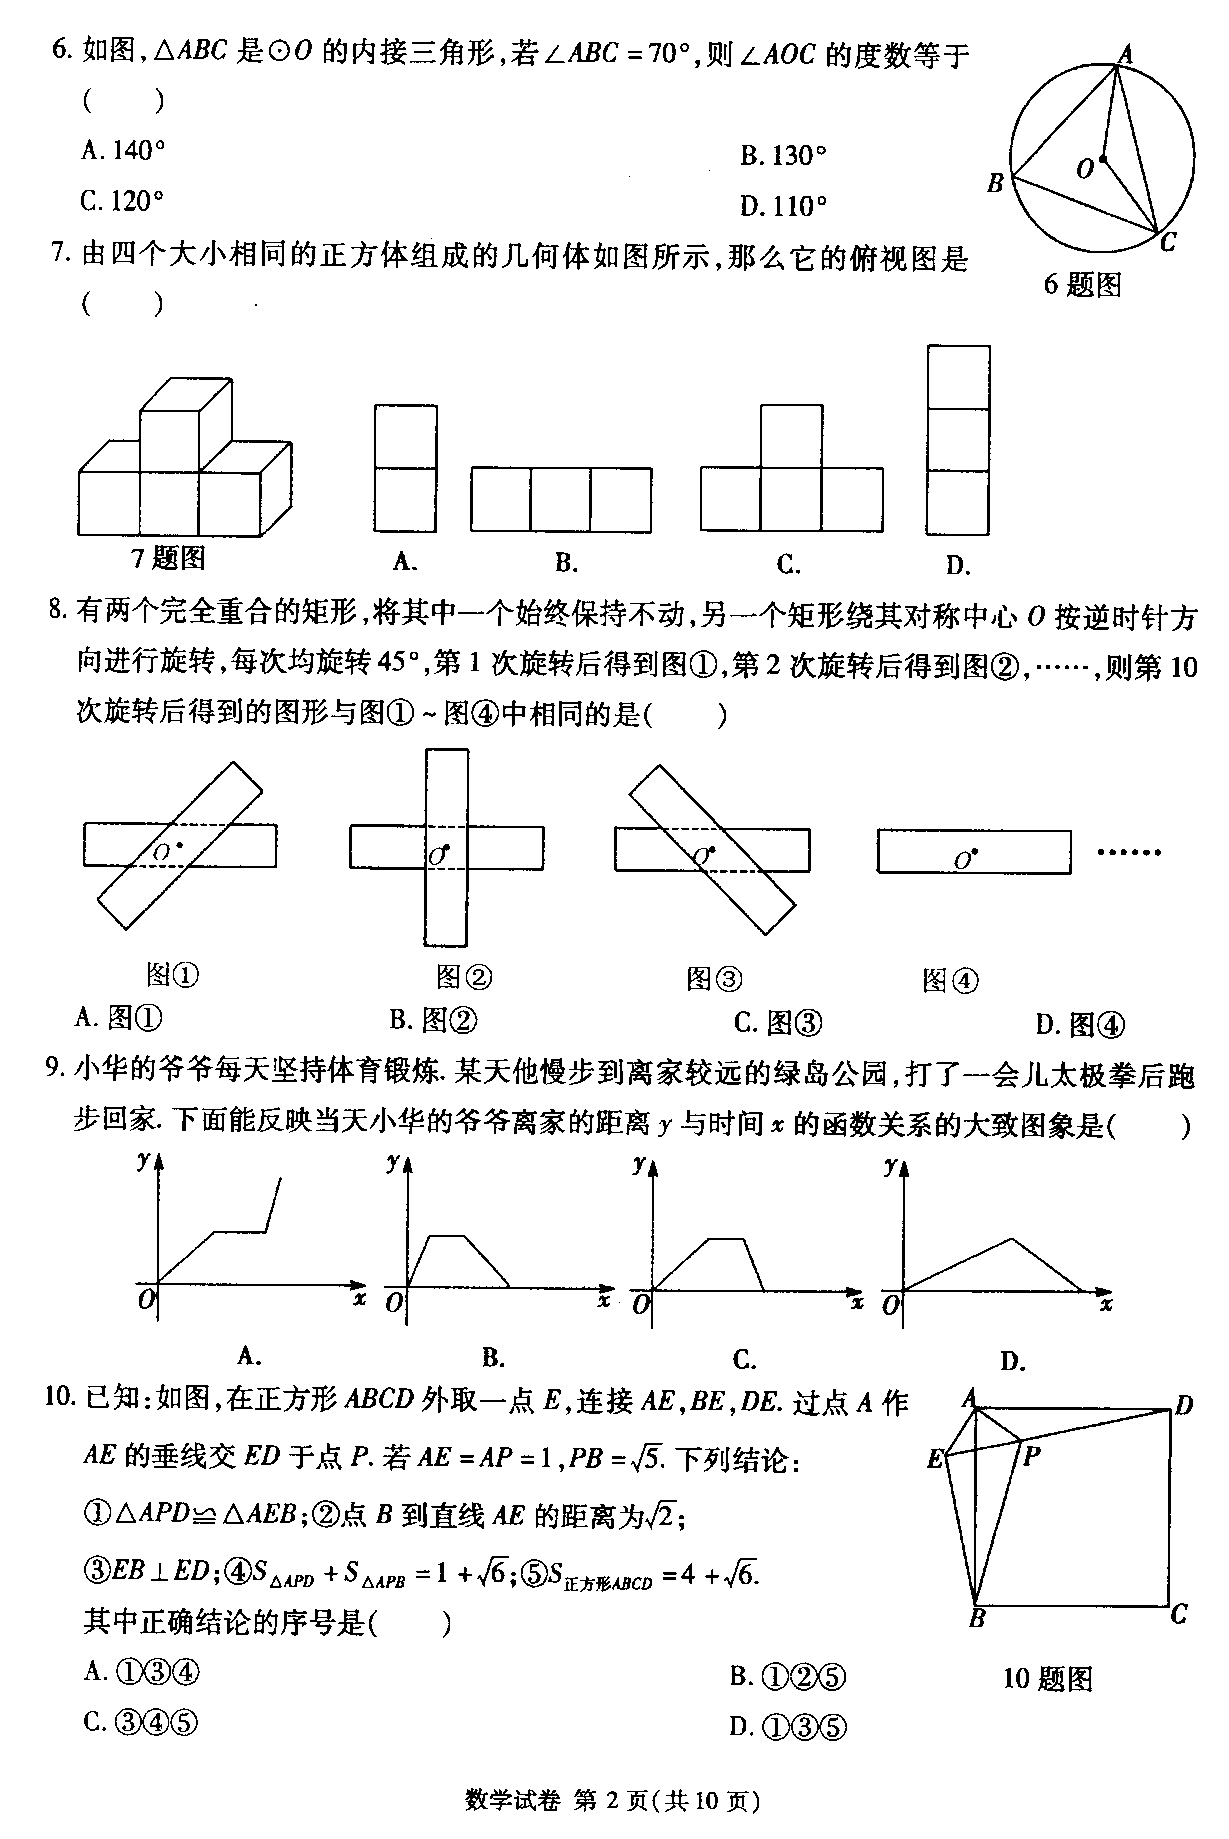 6. 如图,△ABC 是⊙O 的内接三角形,若∠ABC=70°,则∠AOC 的度数等于
(  )
A. 140°
B. 130°
C. 120°
D. 110°
A
B
O
C
6 题图
7. 由四个大小相同的正方体组成的几何体如图所示,那么它的俯视图是
(  )
7 题图
A.
B.
C.
D.
8. 有两个完全重合的矩形,将其中一个始终保持不动,另一个矩形绕其对称中心 O 按逆时针方
向进行旋转,每次均旋转 45°,第 1 次旋转后得到图①,第 2 次旋转后得到图②,……,则第 10
次旋转后得到的图形与图①~图④中相同的是(  )
O
O
O
O
……
图①
图②
图③
图④
A. 图①
B. 图②
C. 图③
D. 图④
9. 小华的爷爷每天坚持体育锻炼. 某天他慢步到离家较远的绿岛公园,打了一会儿太极拳后跑
步回家. 下面能反映当天小华的爷爷离家的距离 y 与时间 x 的函数关系的大致图象是(  )
y
O
x
y
O
x
y
O
x
y
O
x
A.
B.
C.
D.
10. 已知:如图,在正方形 ABCD 外取一点 E,连接 AE,BE,DE. 过点 A 作
AE 的垂线交 ED 于点 P. 若 AE=AP=1,PB=√5. 下列结论:
①△APD≌△AEB;②点 B 到直线 AE 的距离为√2;
③EB⊥ED;④S△APD+S△APB=1+√6;⑤S正方形ABCD=4+√6.
其中正确结论的序号是(  )
A. ①③④
B. ①②⑤
C. ③④⑤
D. ①③⑤
A
D
E
P
B
C
10 题图
数学试卷 第 2 页(共 10 页)